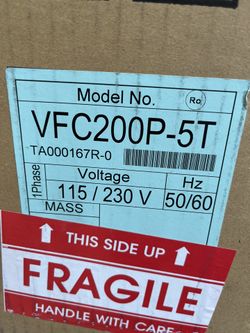 Model No. Ro
VFC200P-5T
TA000167R-0
1Phase
Voltage Hz
115 / 230 V 50/60
MASS
THIS SIDE UP
FRAGILE
HANDLE WITH CARE